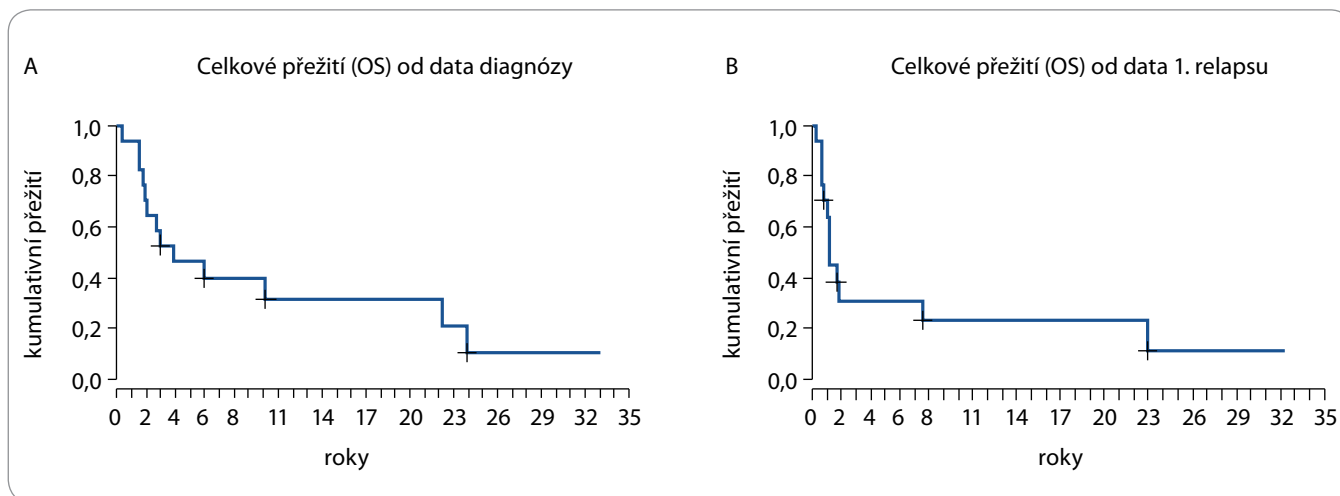 A Celkové přežití (OS) od data diagnózy
1,0
0,8
0,6
0,4
0,2
0,0
kumulativní přežití
0 2 4 6 8 11 14 17 20 23 26 29 32 35
roky
B Celkové přežití (OS) od data 1. relapsu
1,0
0,8
0,6
0,4
0,2
0,0
kumulativní přežití
0 2 4 6 8 11 14 17 20 23 26 29 32 35
roky